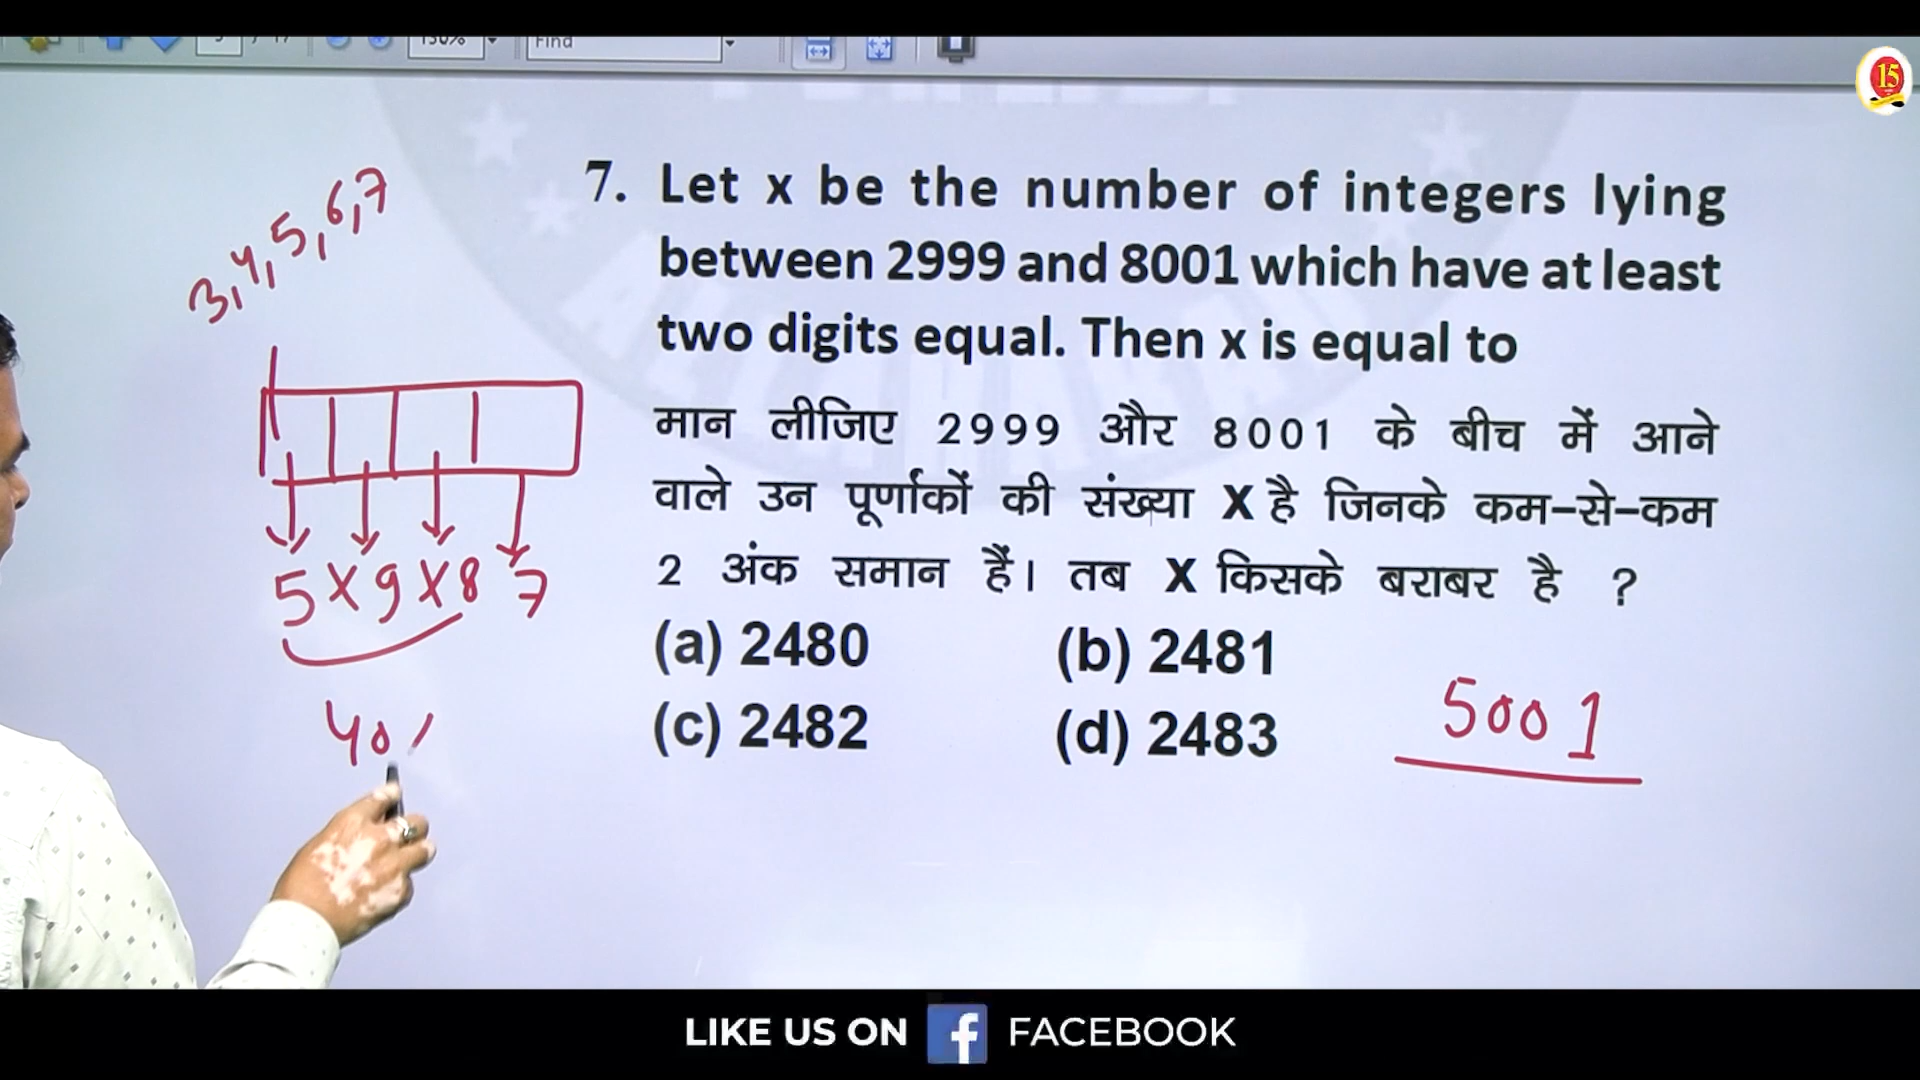 130%
Find
15
3, 4, 5, 6, 7
7. Let x be the number of integers lying
between 2999 and 8001 which have at least
two digits equal. Then x is equal to
मान लीजिए 2999 और 8001 के बीच में आने
वाले उन पूर्णाकों की संख्या X है जिनके कम-से-कम
2 अंक समान हैं। तब X किसके बराबर है ?
(a) 2480 (b) 2481
(c) 2482 (d) 2483
5 x 9 x 8 7
40
5001
LIKE US ON f FACEBOOK